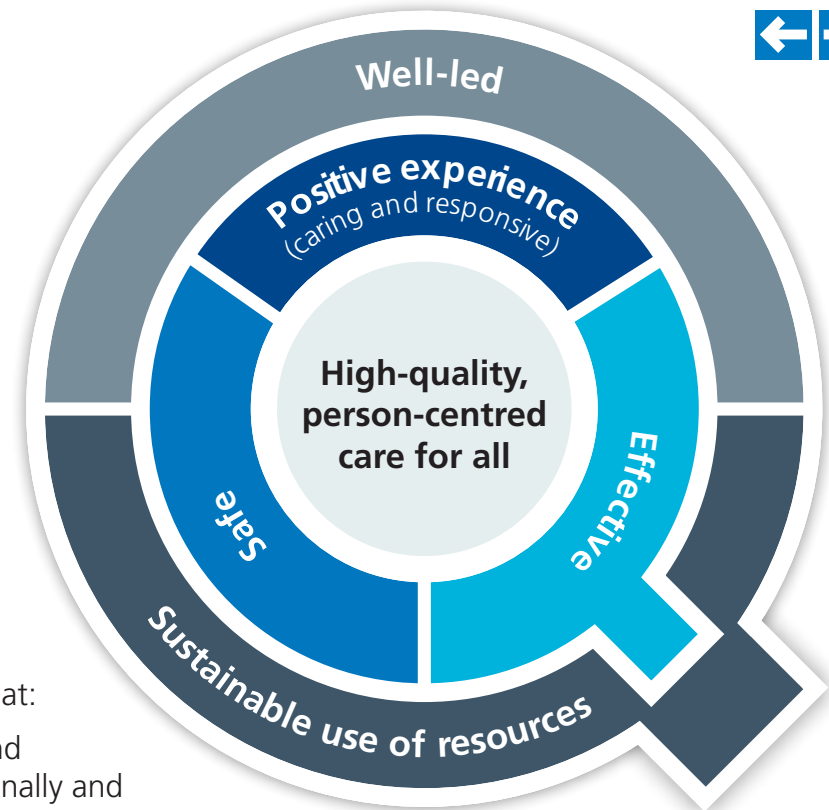 Well-led
Positive experience
(caring and responsive)
High-quality,
person-centred
care for all
Effective
Safe
Sustainable use of resources
at:
nally and